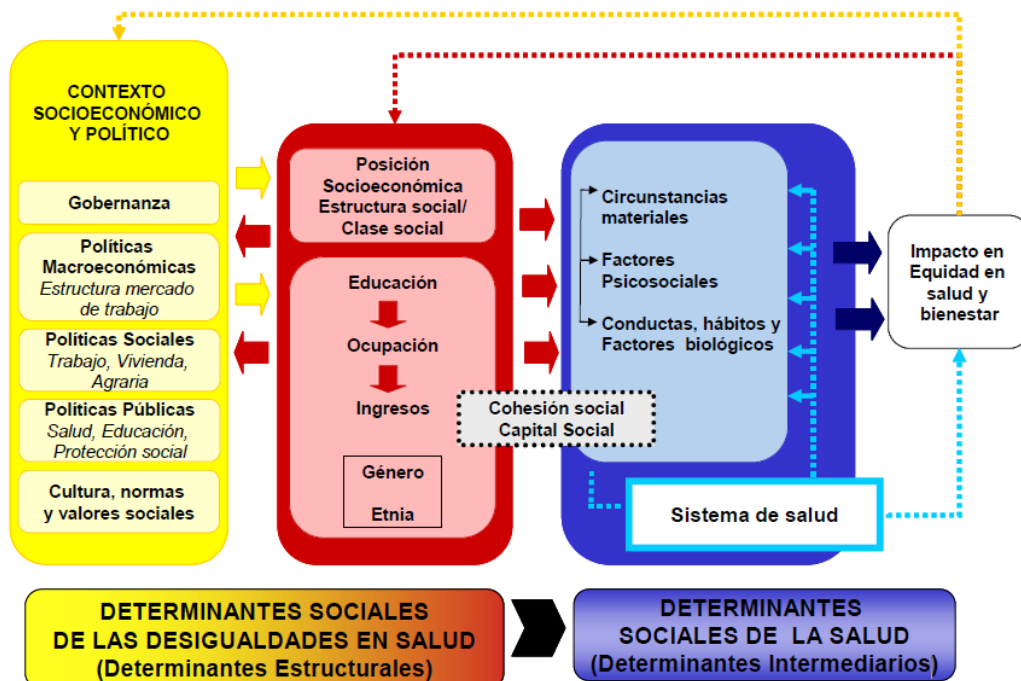 CONTEXTO
SOCIOECONÓMICO
Y POLÍTICO
Gobernanza
Políticas
Macroeconómicas
Estructura mercado
de trabajo
Políticas Sociales
Trabajo, Vivienda,
Agraria
Políticas Públicas
Salud, Educación,
Protección social
Cultura, normas
y valores sociales
Posición
Socioeconómica
Estructura social/
Clase social
Educación
Ocupación
Ingresos
Género
Etnia
Cohesión social
Capital Social
Circunstancias
materiales
Factores
Psicosociales
Conductas, hábitos y
Factores biológicos
Sistema de salud
Impacto en
Equidad en
salud y
bienestar
DETERMINANTES SOCIALES
DE LAS DESIGUALDADES EN SALUD
(Determinantes Estructurales)
DETERMINANTES
SOCIALES DE LA SALUD
(Determinantes Intermediarios)